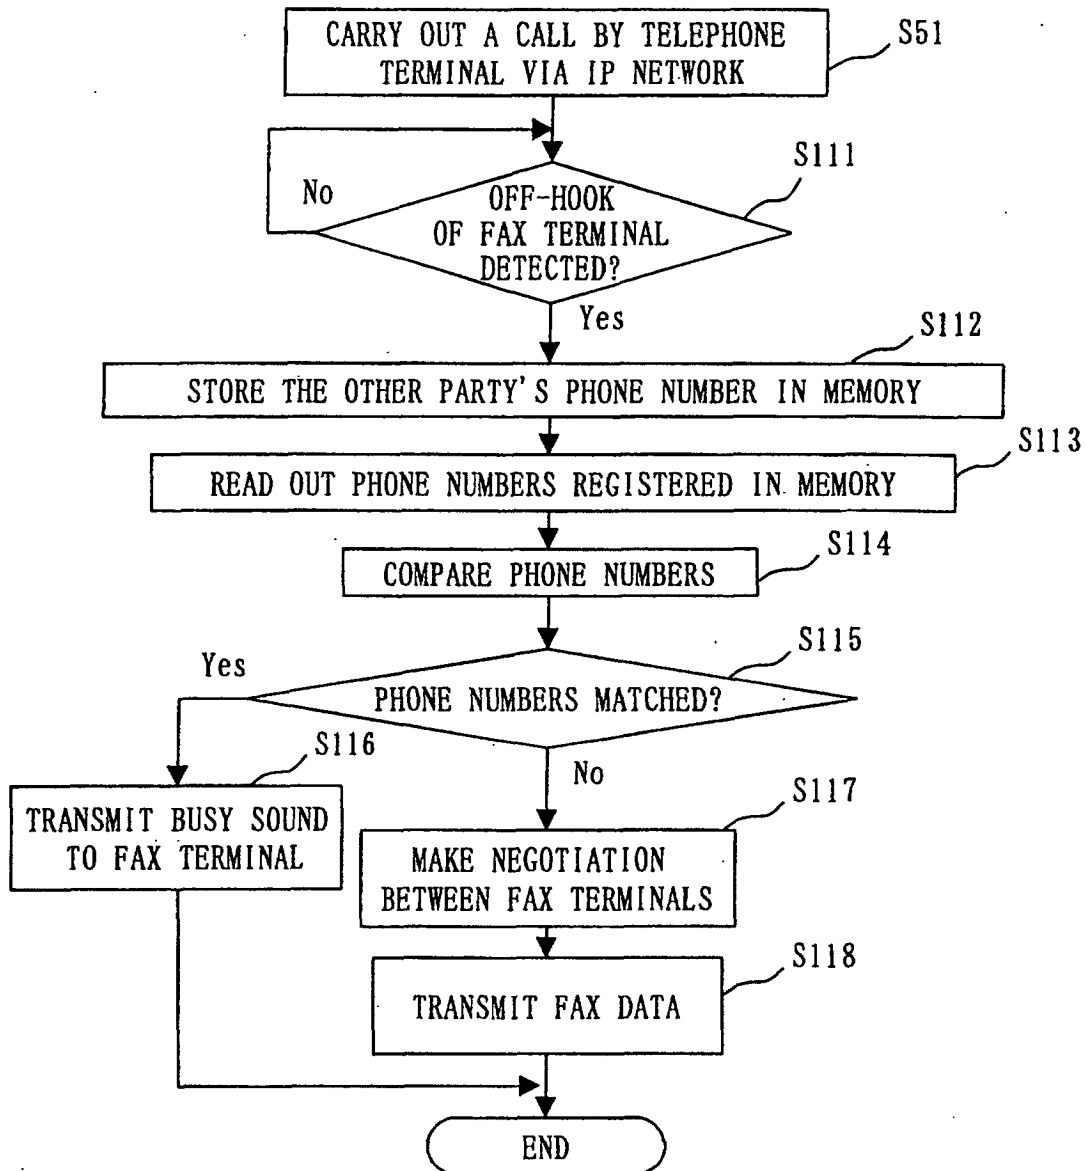 CARRY OUT A CALL BY TELEPHONE
TERMINAL VIA IP NETWORK
S51
S111
No
OFF-HOOK
OF FAX TERMINAL
DETECTED?
Yes
S112
STORE THE OTHER PARTY'S PHONE NUMBER IN MEMORY
S113
READ OUT PHONE NUMBERS REGISTERED IN MEMORY
S114
COMPARE PHONE NUMBERS
S115
Yes
PHONE NUMBERS MATCHED?
S116
No
S117
TRANSMIT BUSY SOUND
TO FAX TERMINAL
MAKE NEGOTIATION
BETWEEN FAX TERMINALS
S118
TRANSMIT FAX DATA
END